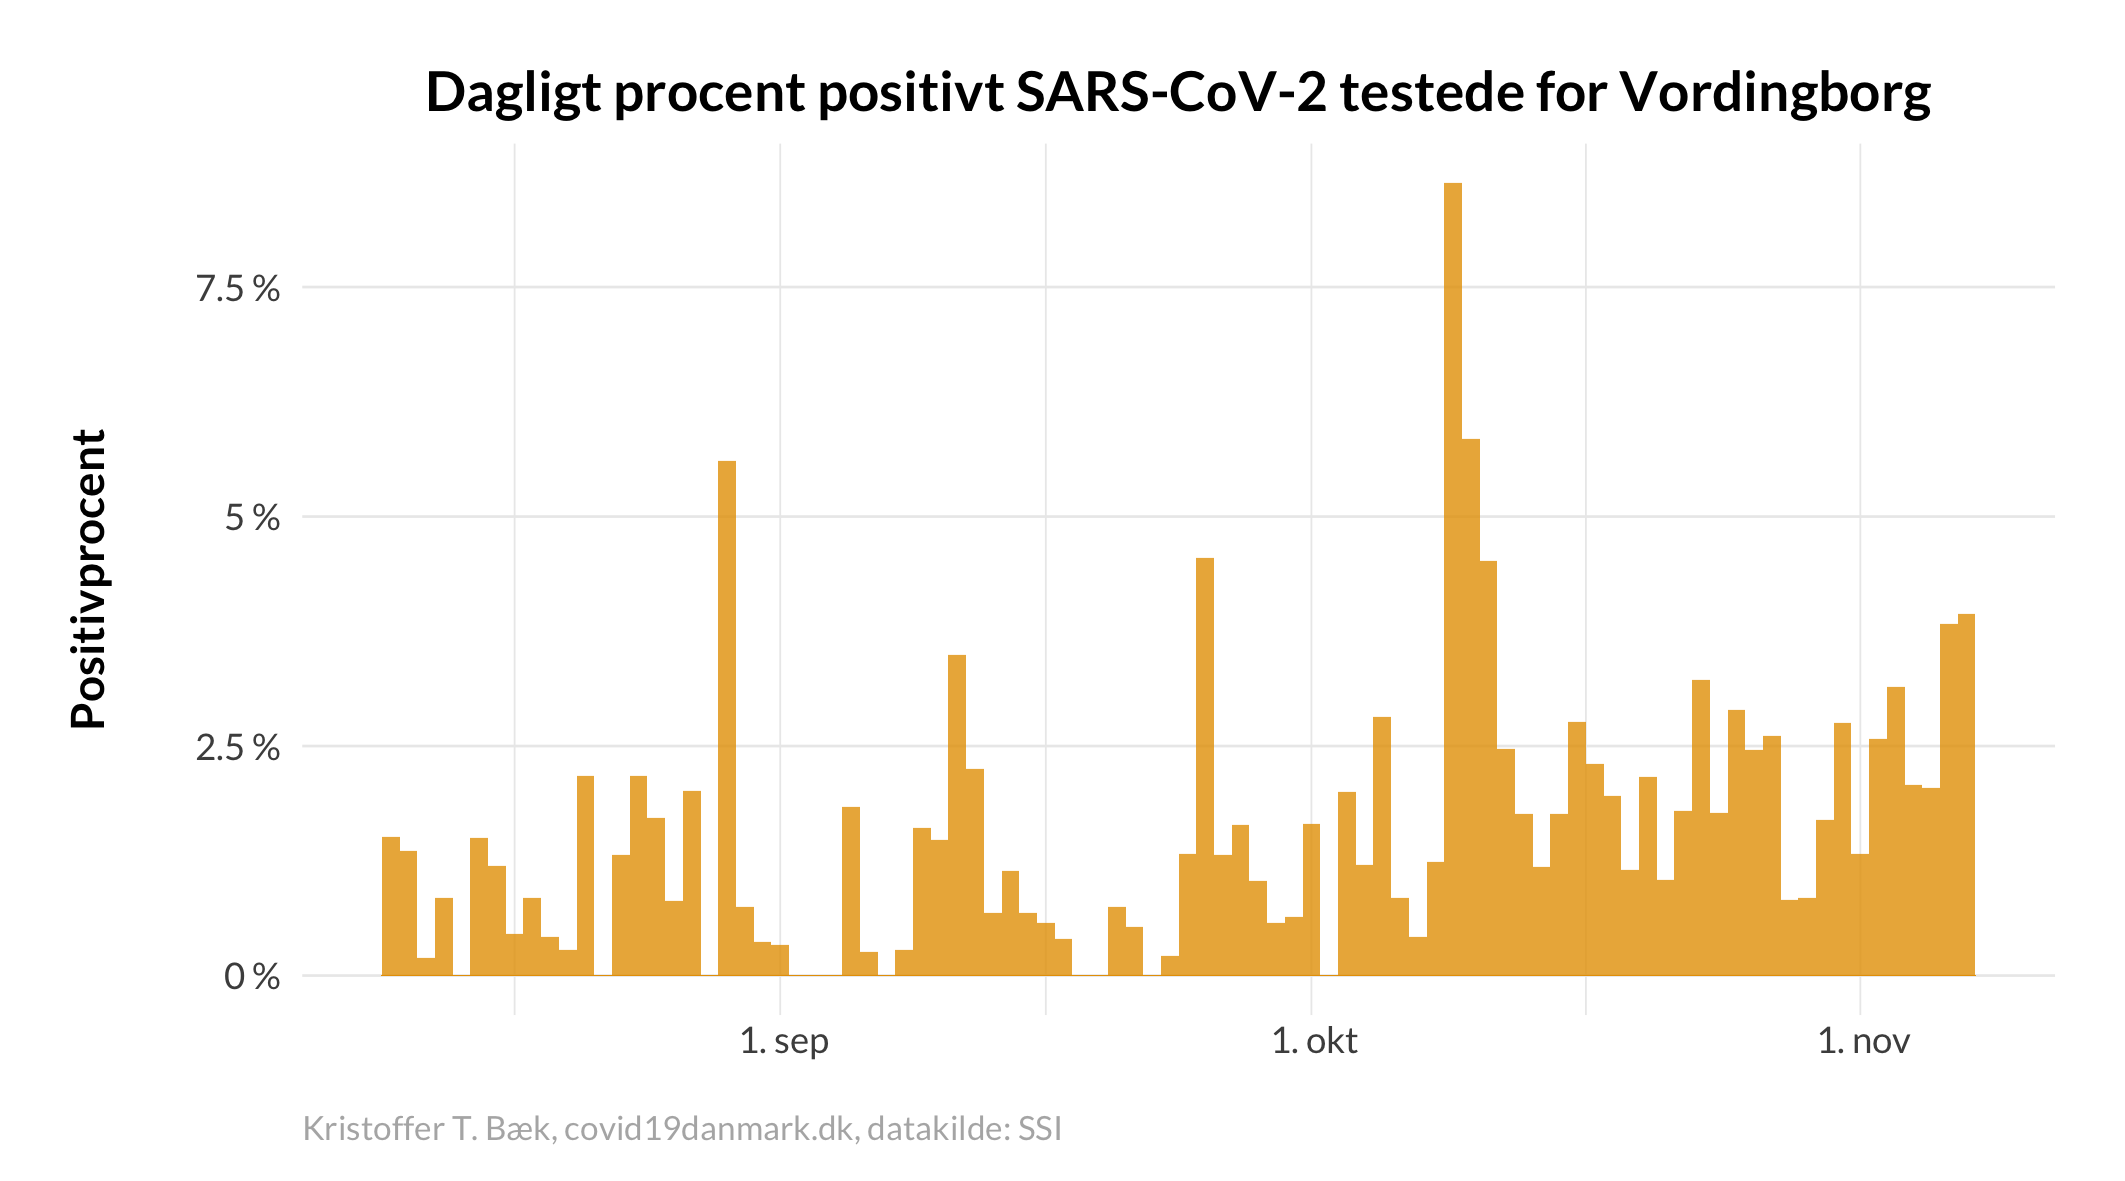 Dagligt procent positivt SARS-CoV-2 testede for Vordingborg
Positivprocent
7.5 %
5 %
2.5 %
0 %
1. sep
1. okt
1. nov
Kristoffer T. Bæk, covid19danmark.dk, datakilde: SSI